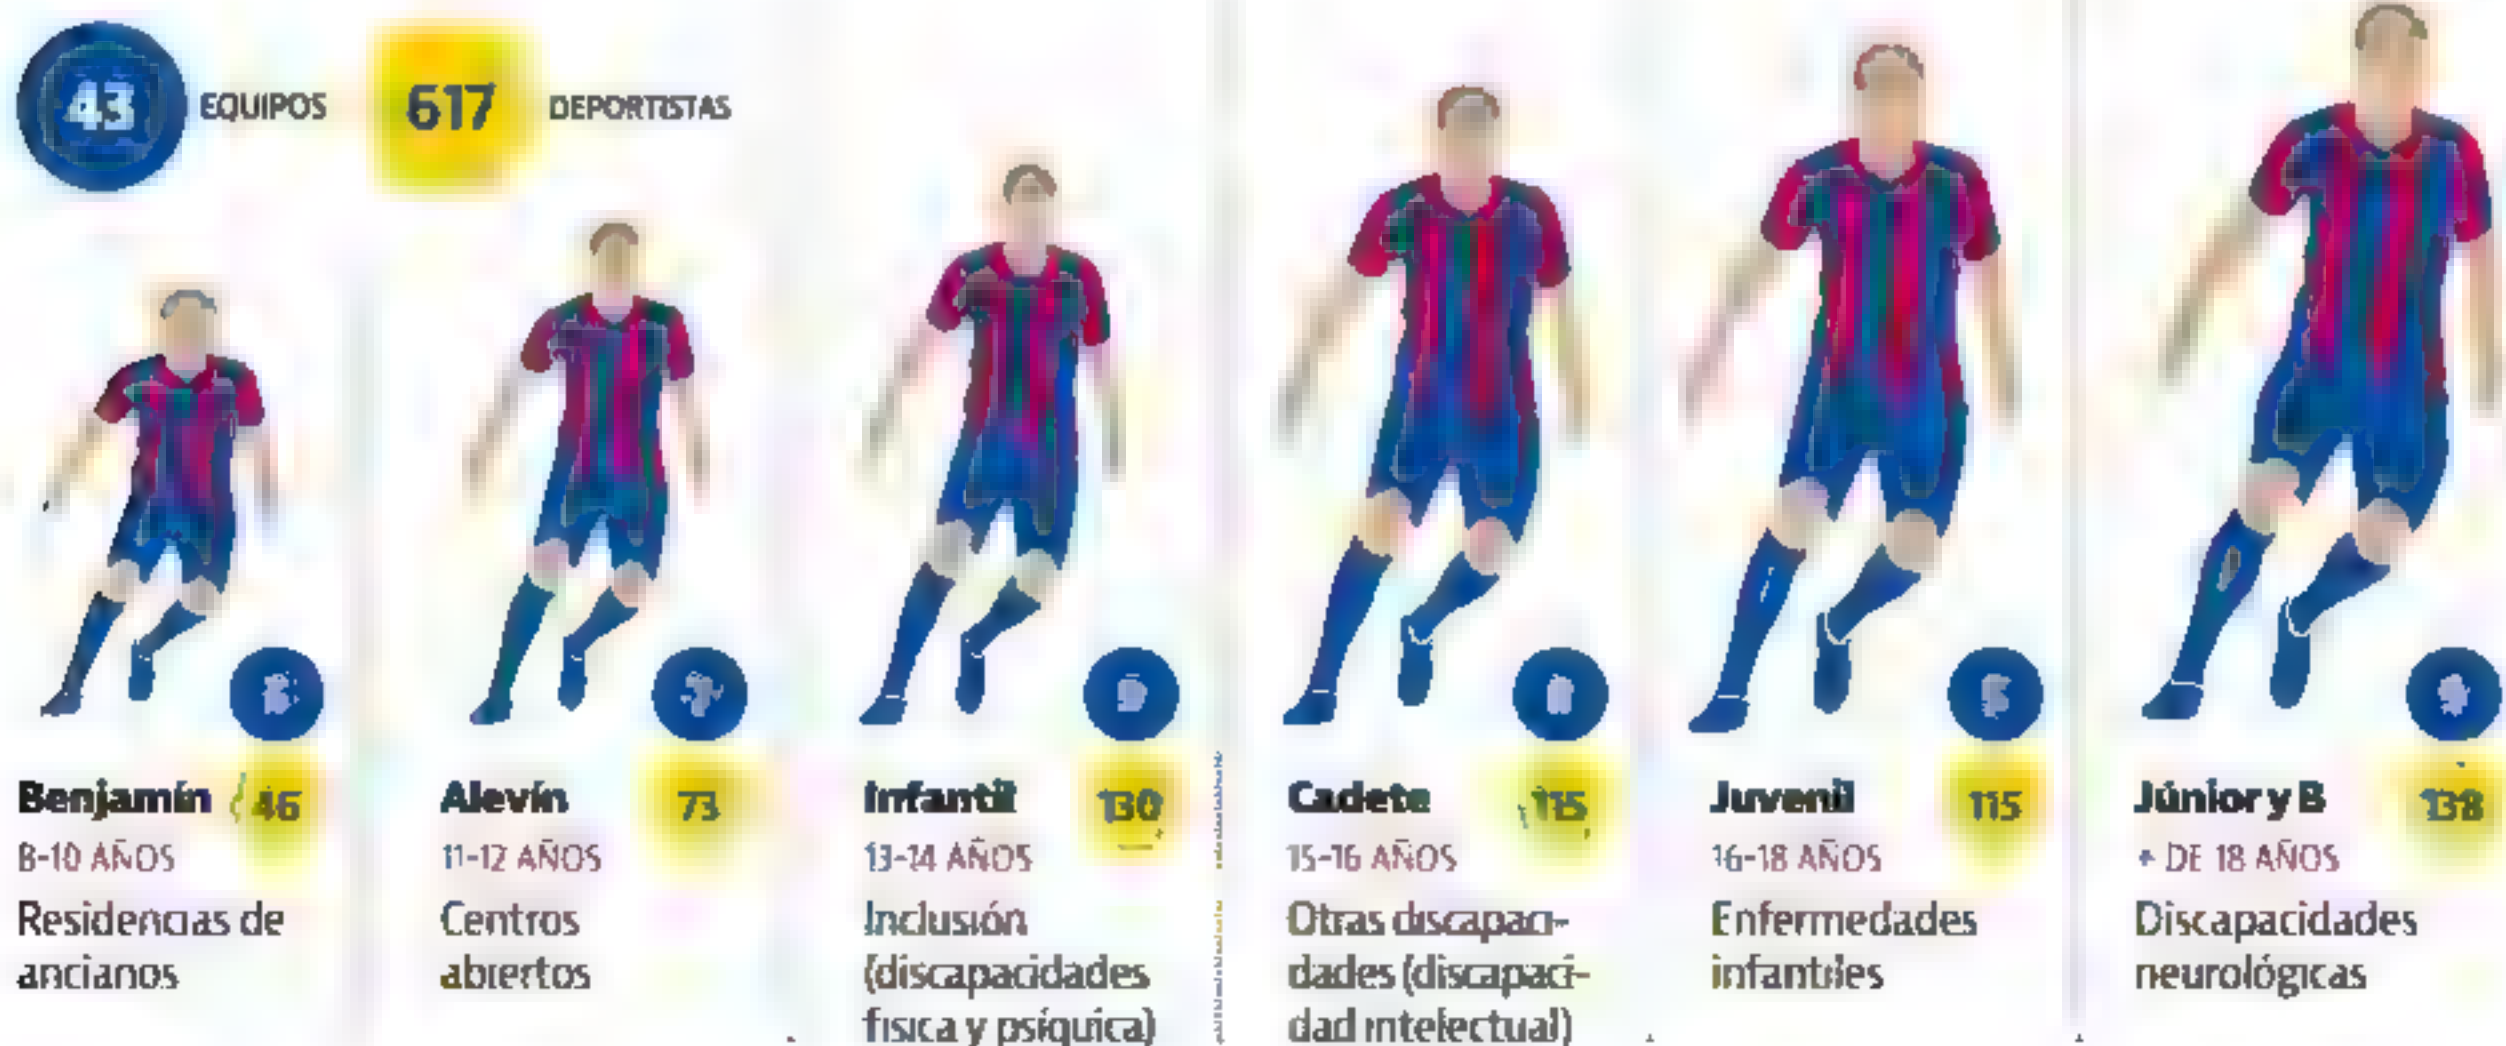 43 EQUIPOS 617 DEPORTISTAS
Benjamín 46
8-10 AÑOS
Residencias de
ancianos
Alevín 73
11-12 AÑOS
Centros
abiertos
Infantil 130
13-14 AÑOS
Inclusión
(discapacidades
física y psíquica)
Cadete 115
15-16 AÑOS
Otras discapaci-
dades (discapaci-
dad intelectual)
Juvenil 115
16-18 AÑOS
Enfermedades
infantiles
Júnior y B 138
+ DE 18 AÑOS
Discapacidades
neurológicas